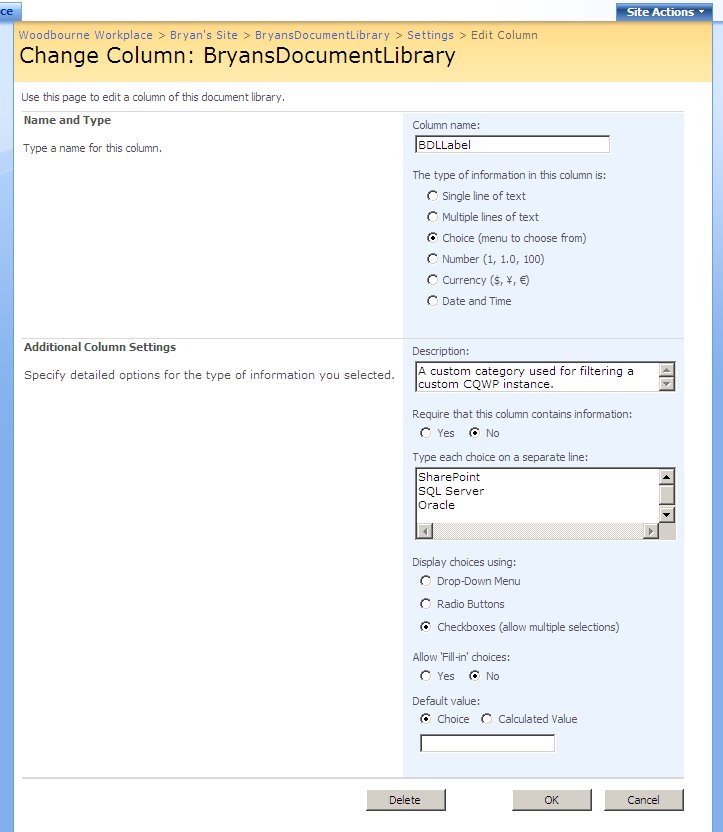 ce
Site Actions
Woodbourne Workplace > Bryan's Site > BryansDocumentLibrary > Settings > Edit Column
Change Column: BryansDocumentLibrary
Use this page to edit a column of this document library.
Name and Type
Type a name for this column.
Column name:
BDLLabel
The type of information in this column is:
Single line of text
Multiple lines of text
Choice (menu to choose from)
Number (1, 1.0, 100)
Currency ($, ¥, €)
Date and Time
Additional Column Settings
Specify detailed options for the type of information you selected.
Description:
A custom category used for filtering a
custom CQWP instance.
Require that this column contains information:
Yes No
Type each choice on a separate line:
SharePoint
SQL Server
Oracle
Display choices using:
Drop-Down Menu
Radio Buttons
Checkboxes (allow multiple selections)
Allow 'Fill-in' choices:
Yes No
Default value:
Choice Calculated Value
Delete OK Cancel